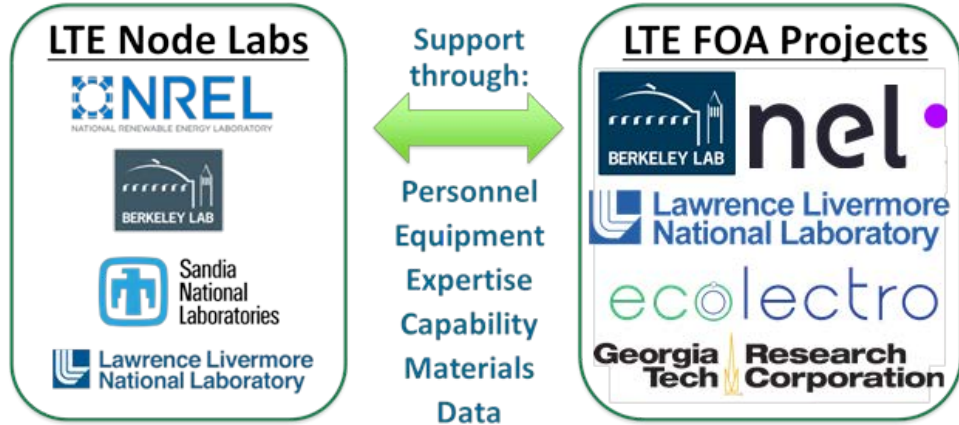 LTE Node Labs
NREL
NATIONAL RENEWABLE ENERGY LABORATORY
BERKELEY LAB
Sandia
National
Laboratories
Lawrence Livermore
National Laboratory
Support
through:
Personnel
Equipment
Expertise
Capability
Materials
Data
LTE FOA Projects
BERKELEY LAB
nel
Lawrence Livermore
National Laboratory
ecolectro
Georgia Research
Tech Corporation